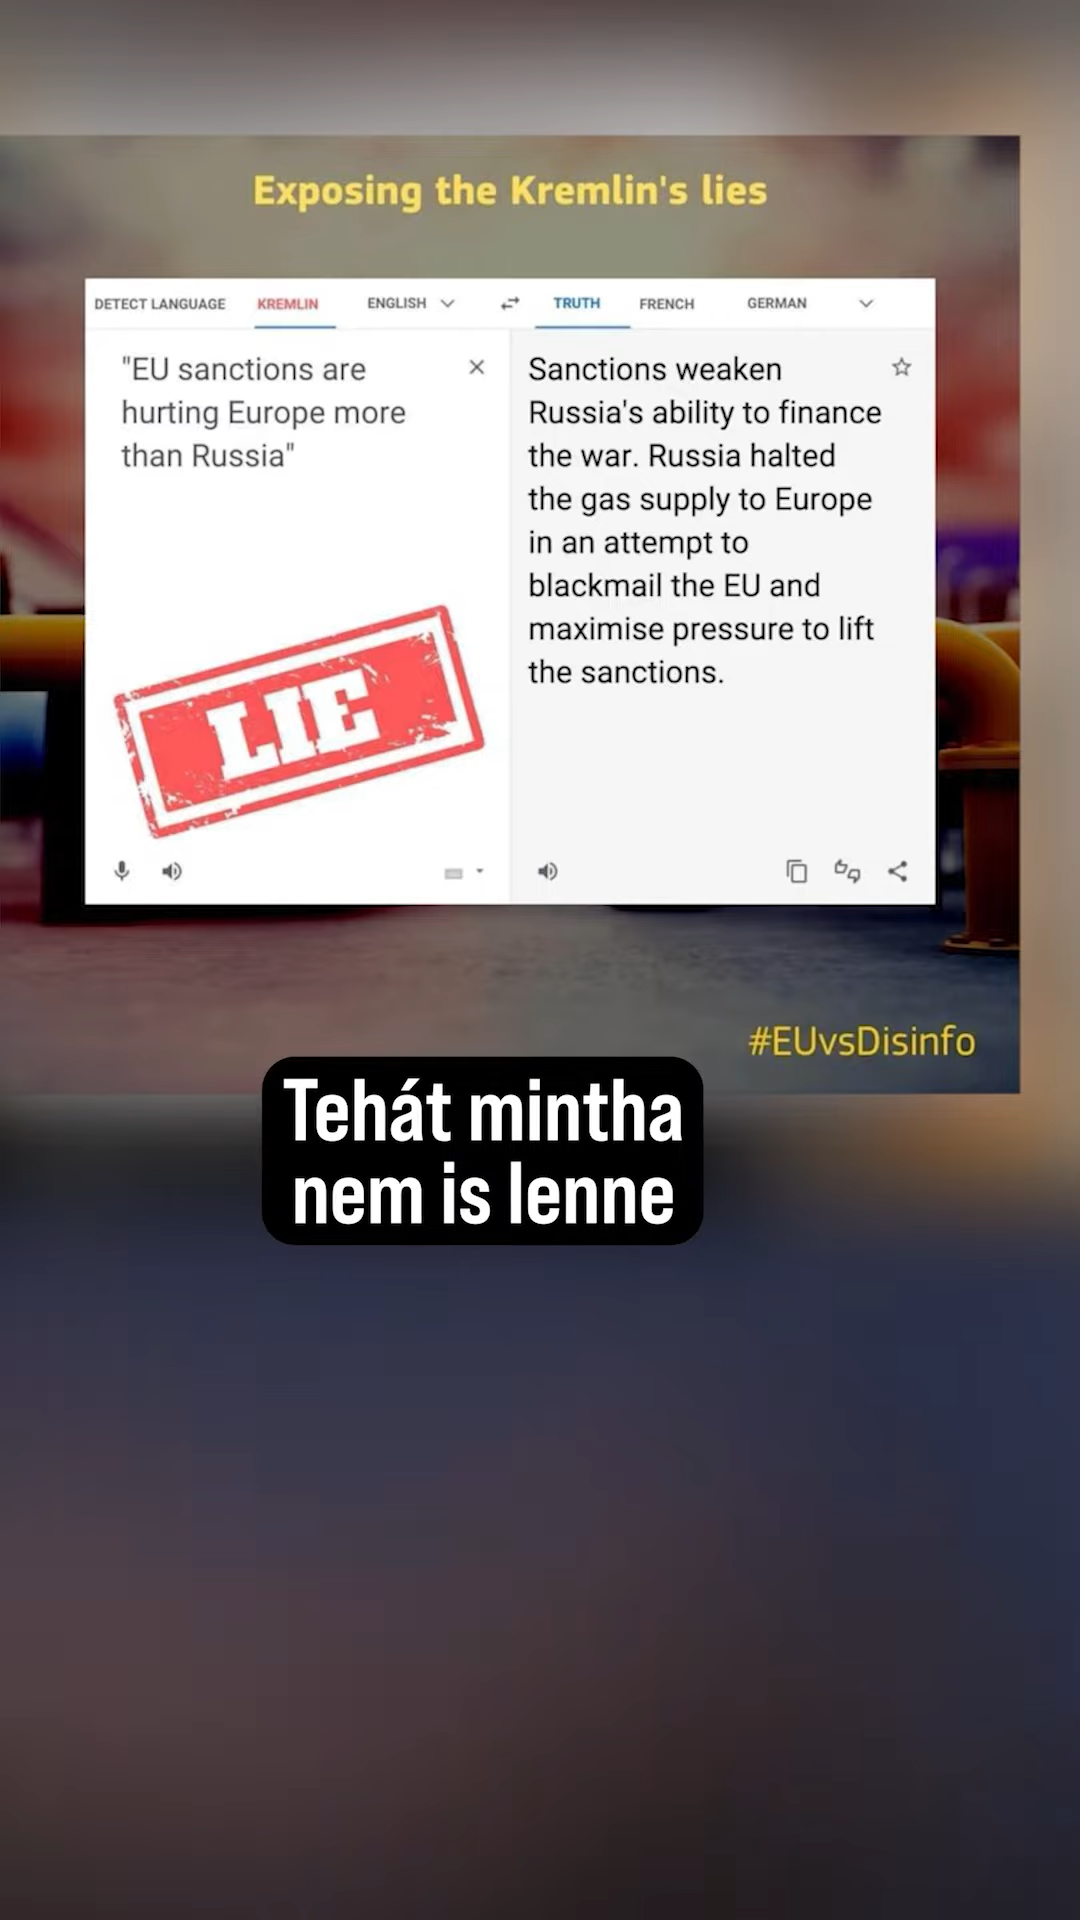 Exposing the Kremlin's lies
DETECT LANGUAGE KREMLIN ENGLISH TRUTH FRENCH GERMAN
"EU sanctions are
hurting Europe more
than Russia"
LIE
Sanctions weaken
Russia's ability to finance
the war. Russia halted
the gas supply to Europe
in an attempt to
blackmail the EU and
maximise pressure to lift
the sanctions.
#EUvsDisinfo
Tehát mintha
nem is lenne